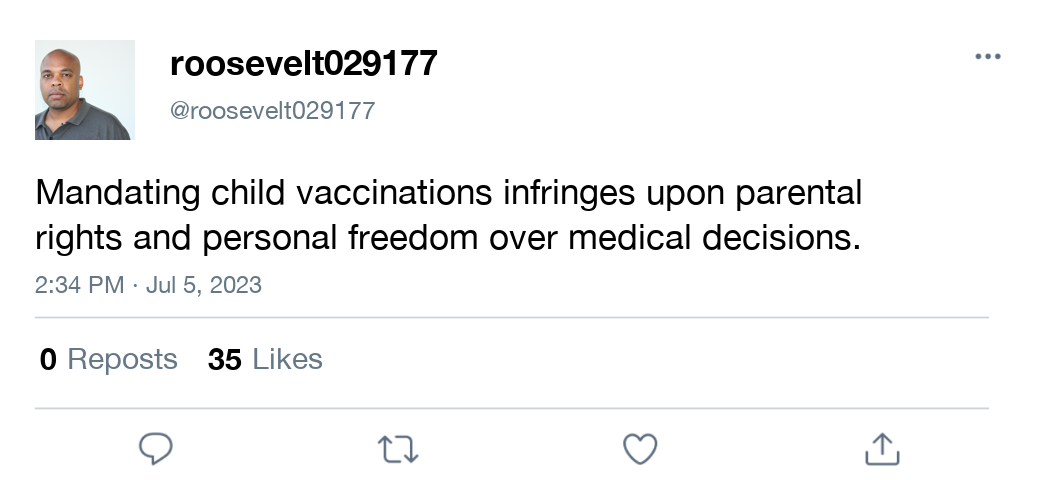 roosevelt029177
@roosevelt029177
Mandating child vaccinations infringes upon parental
rights and personal freedom over medical decisions.
2:34 PM · Jul 5, 2023
0 Reposts 35 Likes